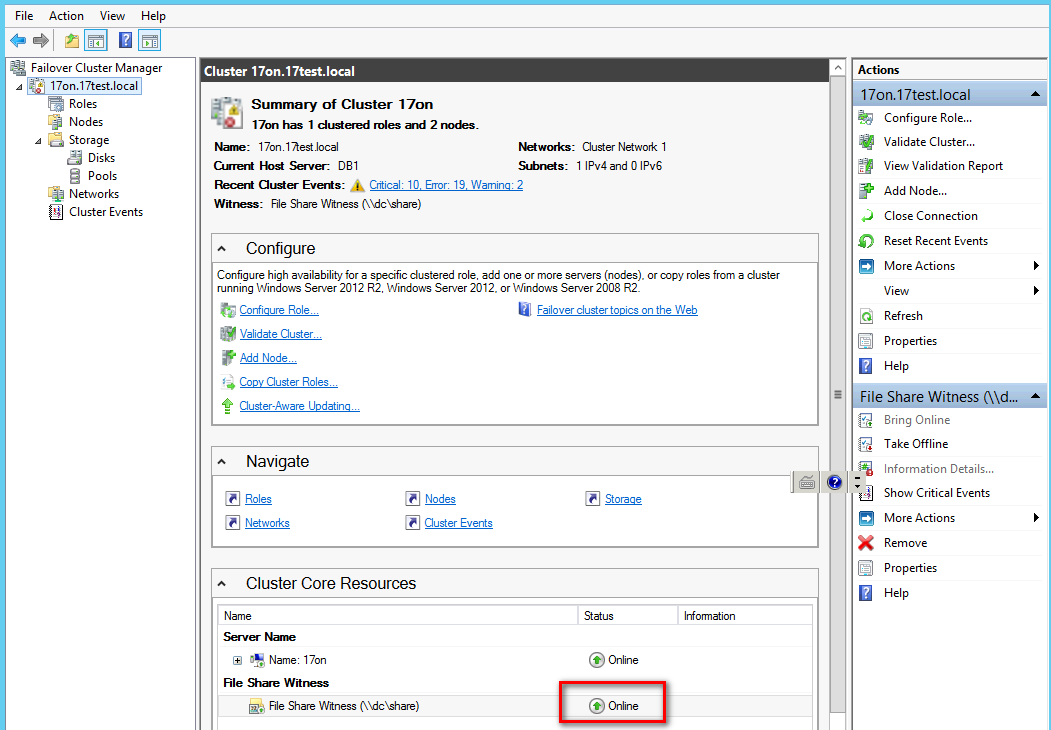 File Action View Help
Failover Cluster Manager
17on.17test.local
Roles
Nodes
Storage
Disks
Pools
Networks
Cluster Events
Cluster 17on.17test.local
Summary of Cluster 17on
17on has 1 clustered roles and 2 nodes.
Name: 17on.17test.local
Networks: Cluster Network 1
Current Host Server: DB1
Subnets: 1 IPv4 and 0 IPv6
Recent Cluster Events: Critical: 10, Error: 19, Warning: 2
Witness: File Share Witness (\\dc\share)
Configure
Configure high availability for a specific clustered role, add one or more servers (nodes), or copy roles from a cluster
running Windows Server 2012 R2, Windows Server 2012, or Windows Server 2008 R2.
Configure Role...
Failover cluster topics on the Web
Validate Cluster...
Add Node...
Copy Cluster Roles...
Cluster-Aware Updating...
Navigate
Roles Nodes Storage
Networks Cluster Events
Cluster Core Resources
Name Status Information
Server Name
Name: 17on Online
File Share Witness
File Share Witness (\\dc\share) Online
Actions
17on.17test.local
Configure Role...
Validate Cluster...
View Validation Report
Add Node...
Close Connection
Reset Recent Events
More Actions
View
Refresh
Properties
Help
File Share Witness (\\d...
Bring Online
Take Offline
Information Details...
Show Critical Events
More Actions
Remove
Properties
Help